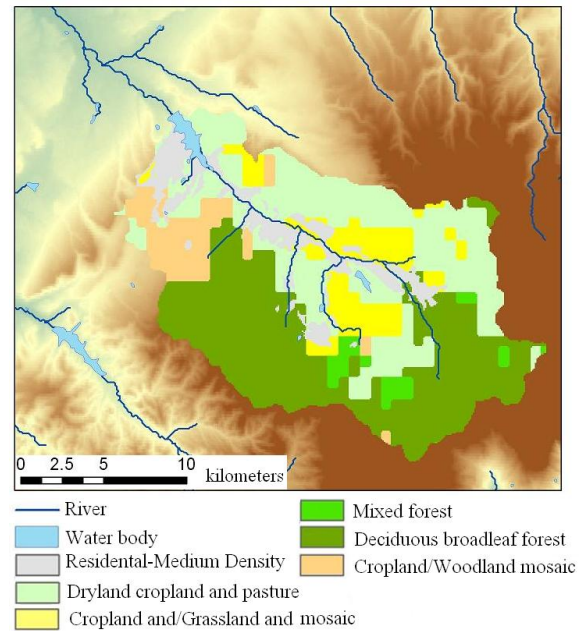 0 2.5 5 10 kilometers
River
Water body
Residental-Medium Density
Dryland cropland and pasture
Cropland and/Grassland and mosaic
Mixed forest
Deciduous broadleaf forest
Cropland/Woodland mosaic